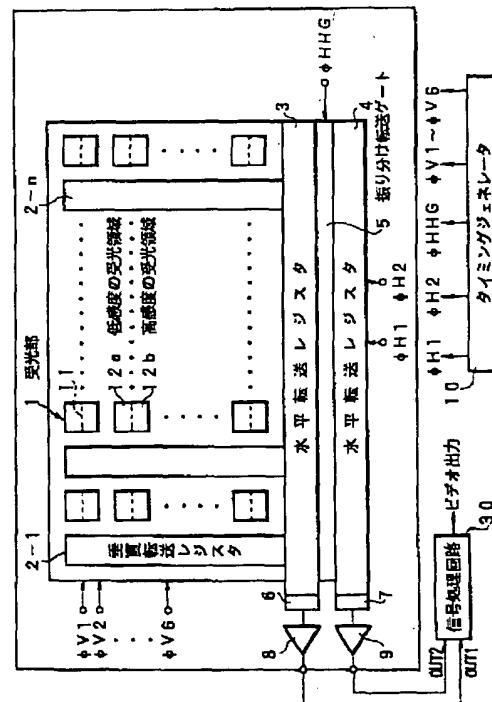 1 受光部
11
12a 低感度の受光領域
12b 高感度の受光領域
2-n
2-1
垂直転送レジスタ
φV1
φV2
φV6
水平転送レジスタ
3
φHHG
5 振り分け転送ゲート
水平転送レジスタ
4
6
7
8
9
φH1
φH2
φH1 φH2 φHHG φV1～φV6
タイミングジェネレータ
10
OUT2
OUT1
信号処理回路
30
ビデオ出力